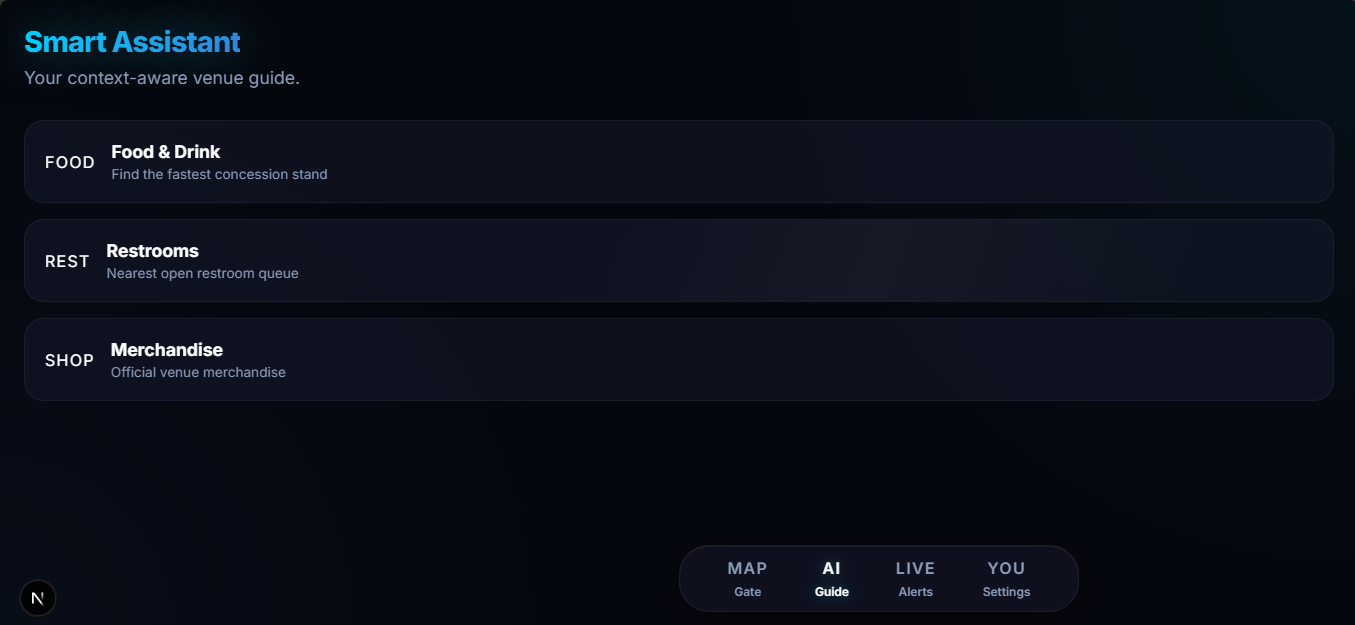 Smart Assistant
Your context-aware venue guide.
FOOD
Food & Drink
Find the fastest concession stand
REST
Restrooms
Nearest open restroom queue
SHOP
Merchandise
Official venue merchandise
MAP AI LIVE YOU
Gate Guide Alerts Settings
N